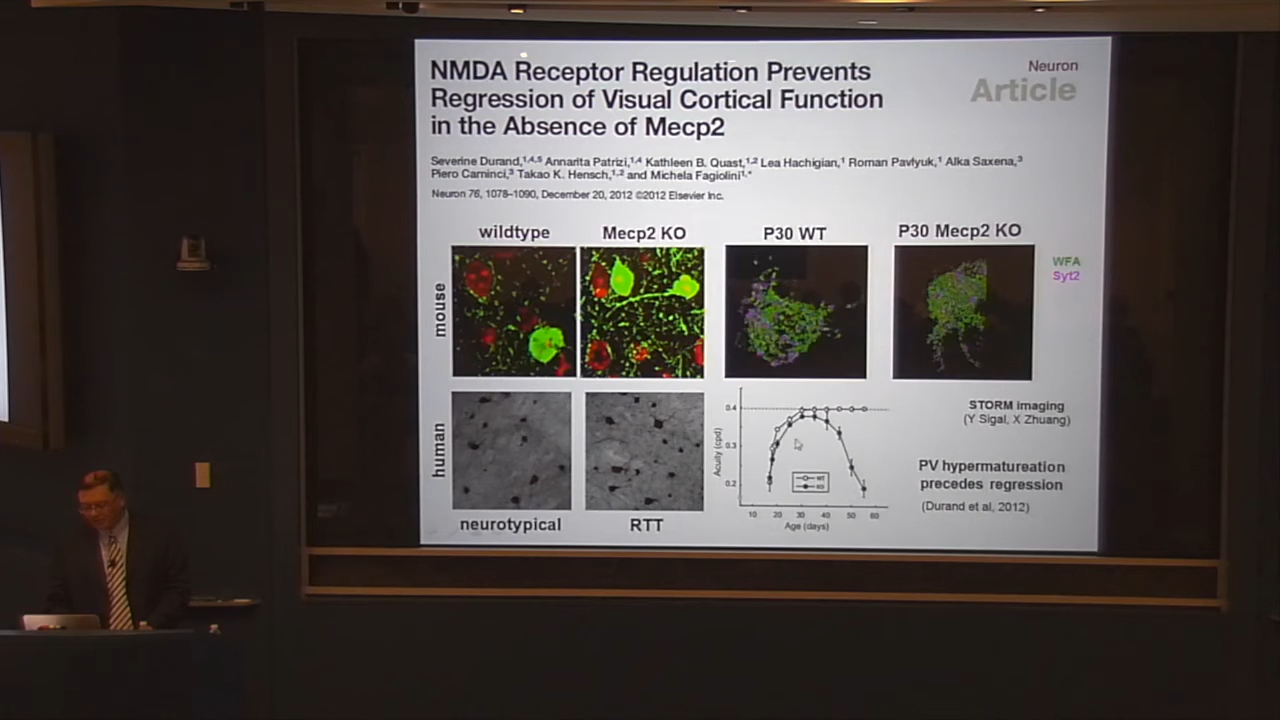 NMDA Receptor Regulation Prevents
Regression of Visual Cortical Function
in the Absence of Mecp2
Neuron
Article
Severine Durand,1,4,5 Annarita Patrizi,1,4 Kathleen B. Quast,1,2 Lea Hachigian,1 Roman Pavlyuk,1 Alka Saxena,3
Piero Carninci,3 Takao K. Hensch,1,2 and Michela Fagiolini1,*
Neuron 76, 1078–1090, December 20, 2012 ©2012 Elsevier Inc.
wildtype
Mecp2 KO
P30 WT
P30 Mecp2 KO
mouse
WFA
Syt2
human
neurotypical
RTT
Acuity (cpd)
0.4
0.3
0.2
WT
KO
10 20 30 40 50 60
Age (days)
STORM imaging
(Y Sigal, X Zhuang)
PV hypermatureation
precedes regression
(Durand et al, 2012)